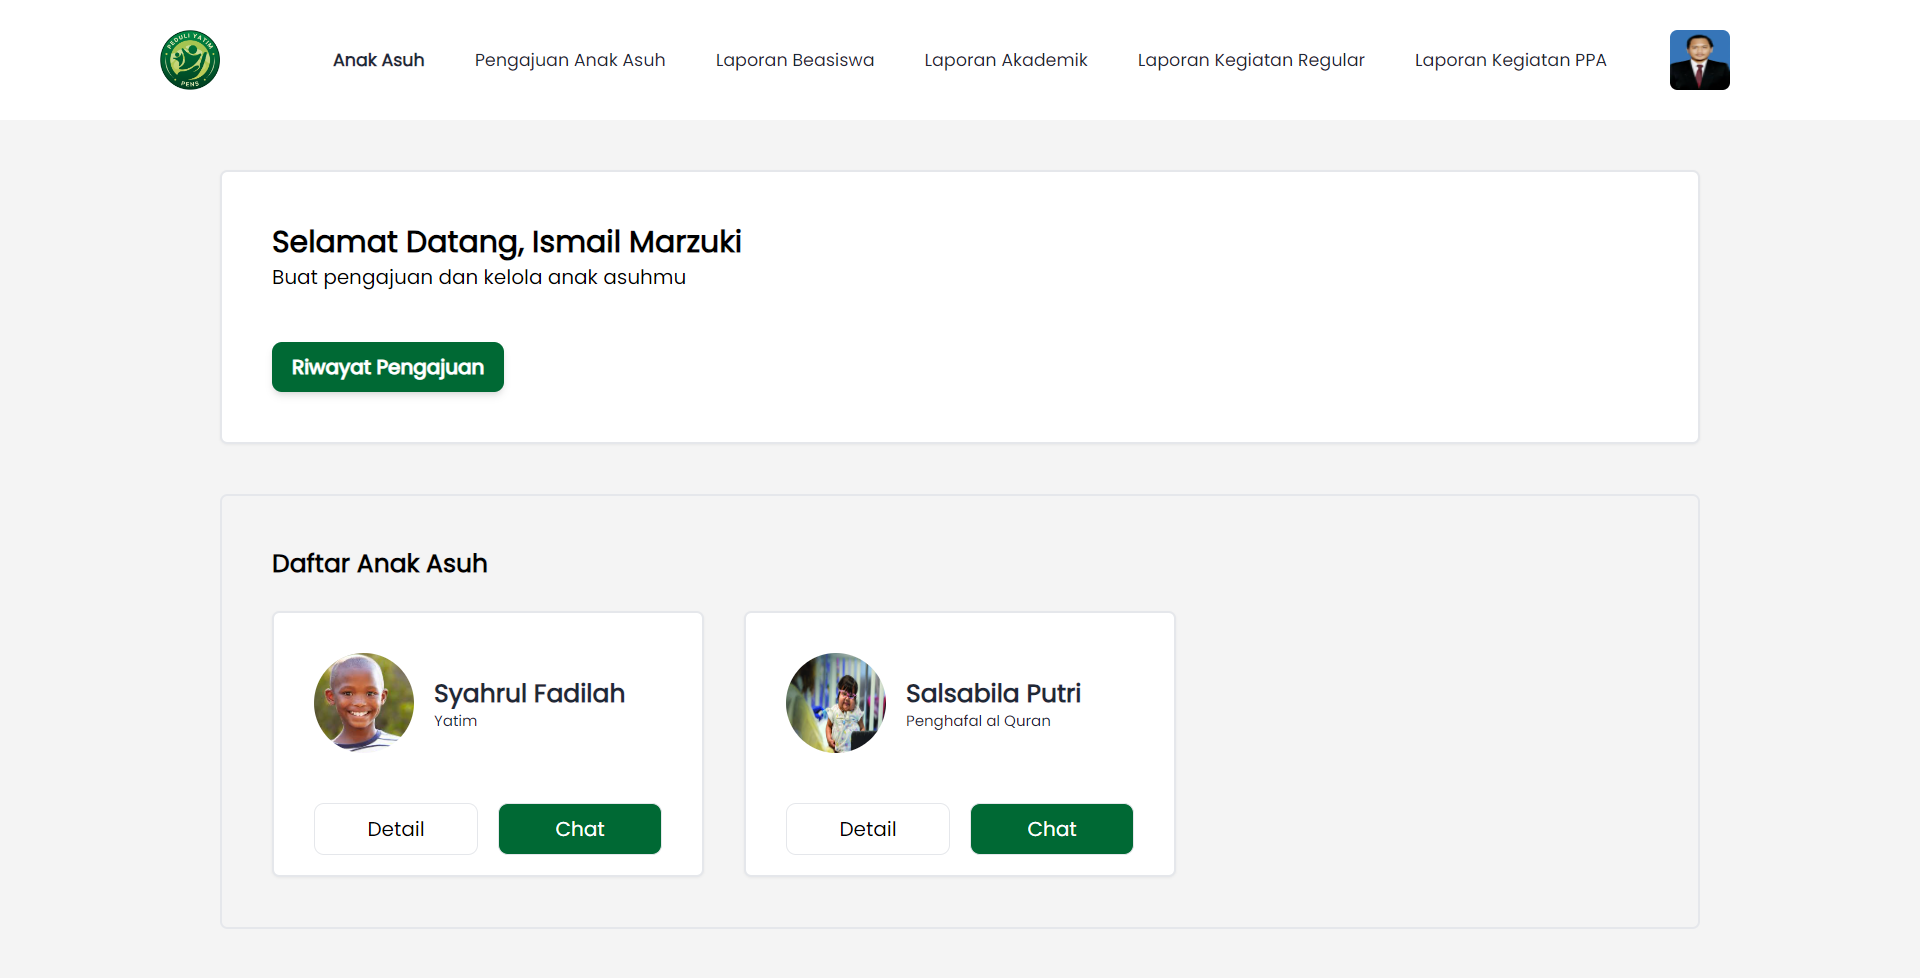 PEDULI YATIM
PENS
Anak Asuh
Pengajuan Anak Asuh
Laporan Beasiswa
Laporan Akademik
Laporan Kegiatan Regular
Laporan Kegiatan PPA
Selamat Datang, Ismail Marzuki
Buat pengajuan dan kelola anak asuhmu
Riwayat Pengajuan
Daftar Anak Asuh
Syahrul Fadilah
Yatim
Detail
Chat
Salsabila Putri
Penghafal al Quran
Detail
Chat